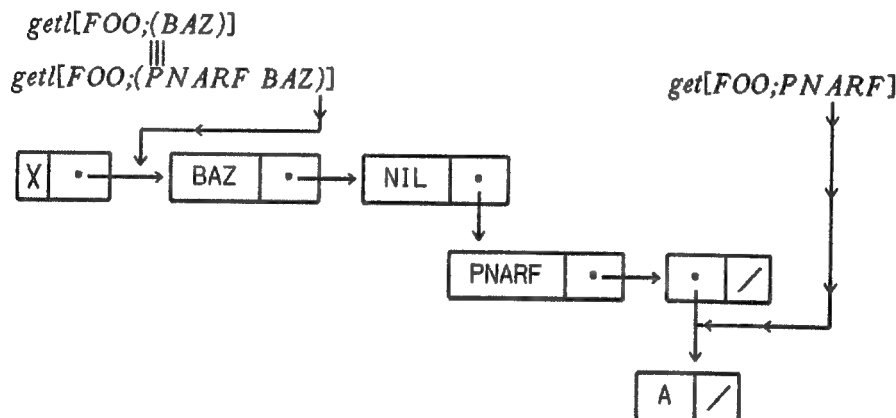 getl[FOO;(BAZ)]
|||
getl[FOO;(PNARF BAZ)]
get[FOO;PNARF]
X BAZ NIL
PNARF
A